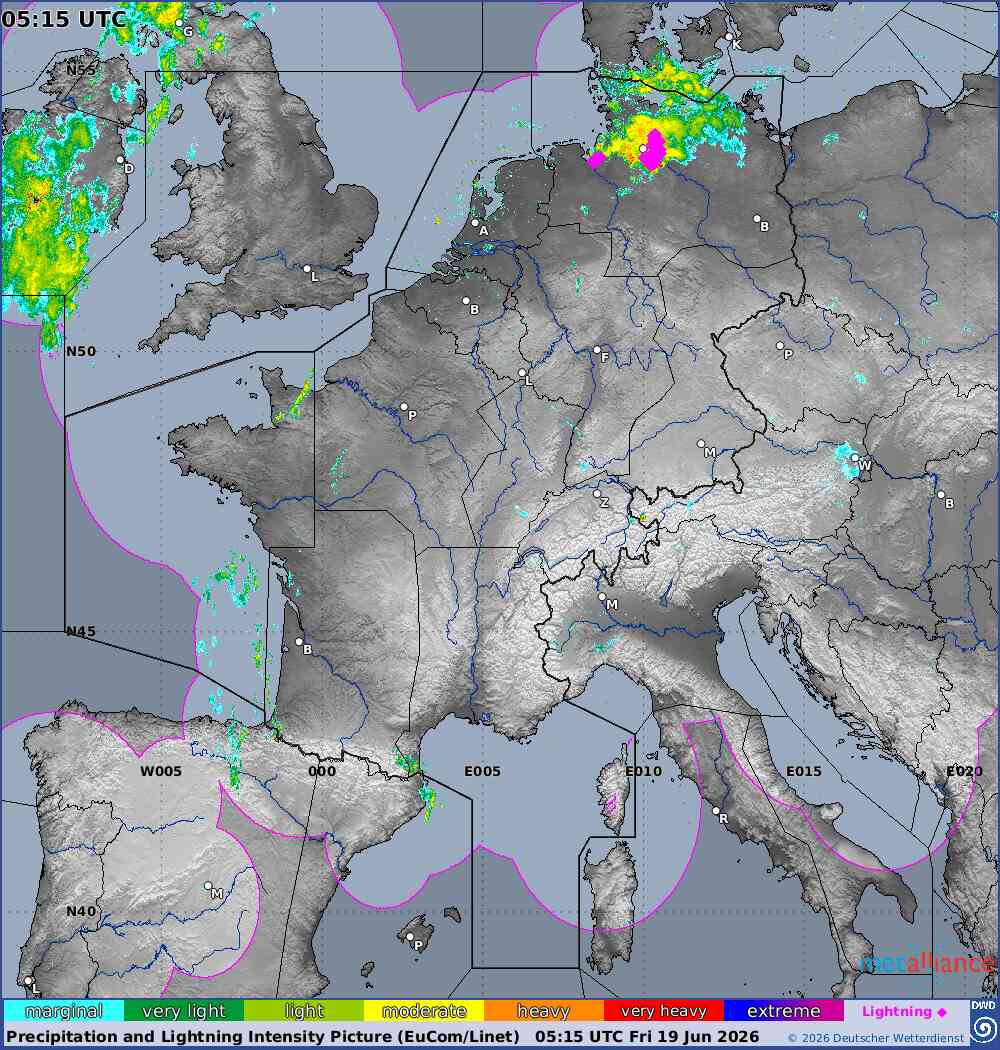 05:15 UTC
G
K
N55
D
A
B
L
B
N50
F
P
L
P
M
W
Z
B
M
N45
B
W005
000
E005
E010
E015
E020
R
M
N40
P
L
metalliance
marginal
very light
light
moderate
heavy
very heavy
extreme
Lightning ◆
DWD
Precipitation and Lightning Intensity Picture (EuCom/Linet) 05:15 UTC Fri 19 Jun 2026
© 2026 Deutscher Wetterdienst